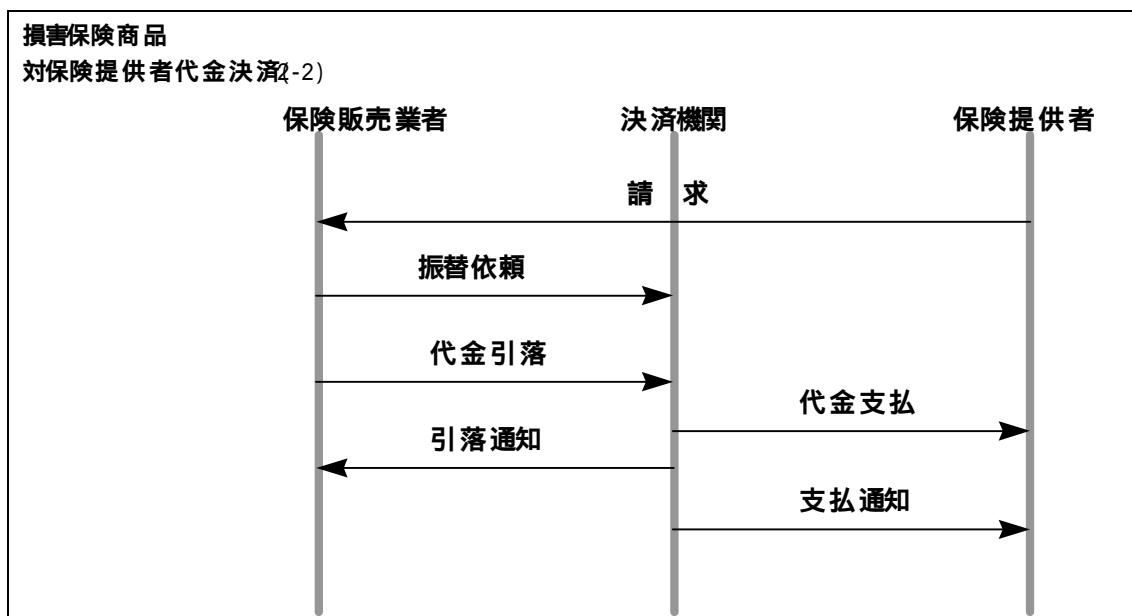 損害保険商品
対保険提供者代金決済(2-2)
保険販売業者 決済機関 保険提供者
請 求
振替依頼
代金引落
代金支払
引落通知
支払通知